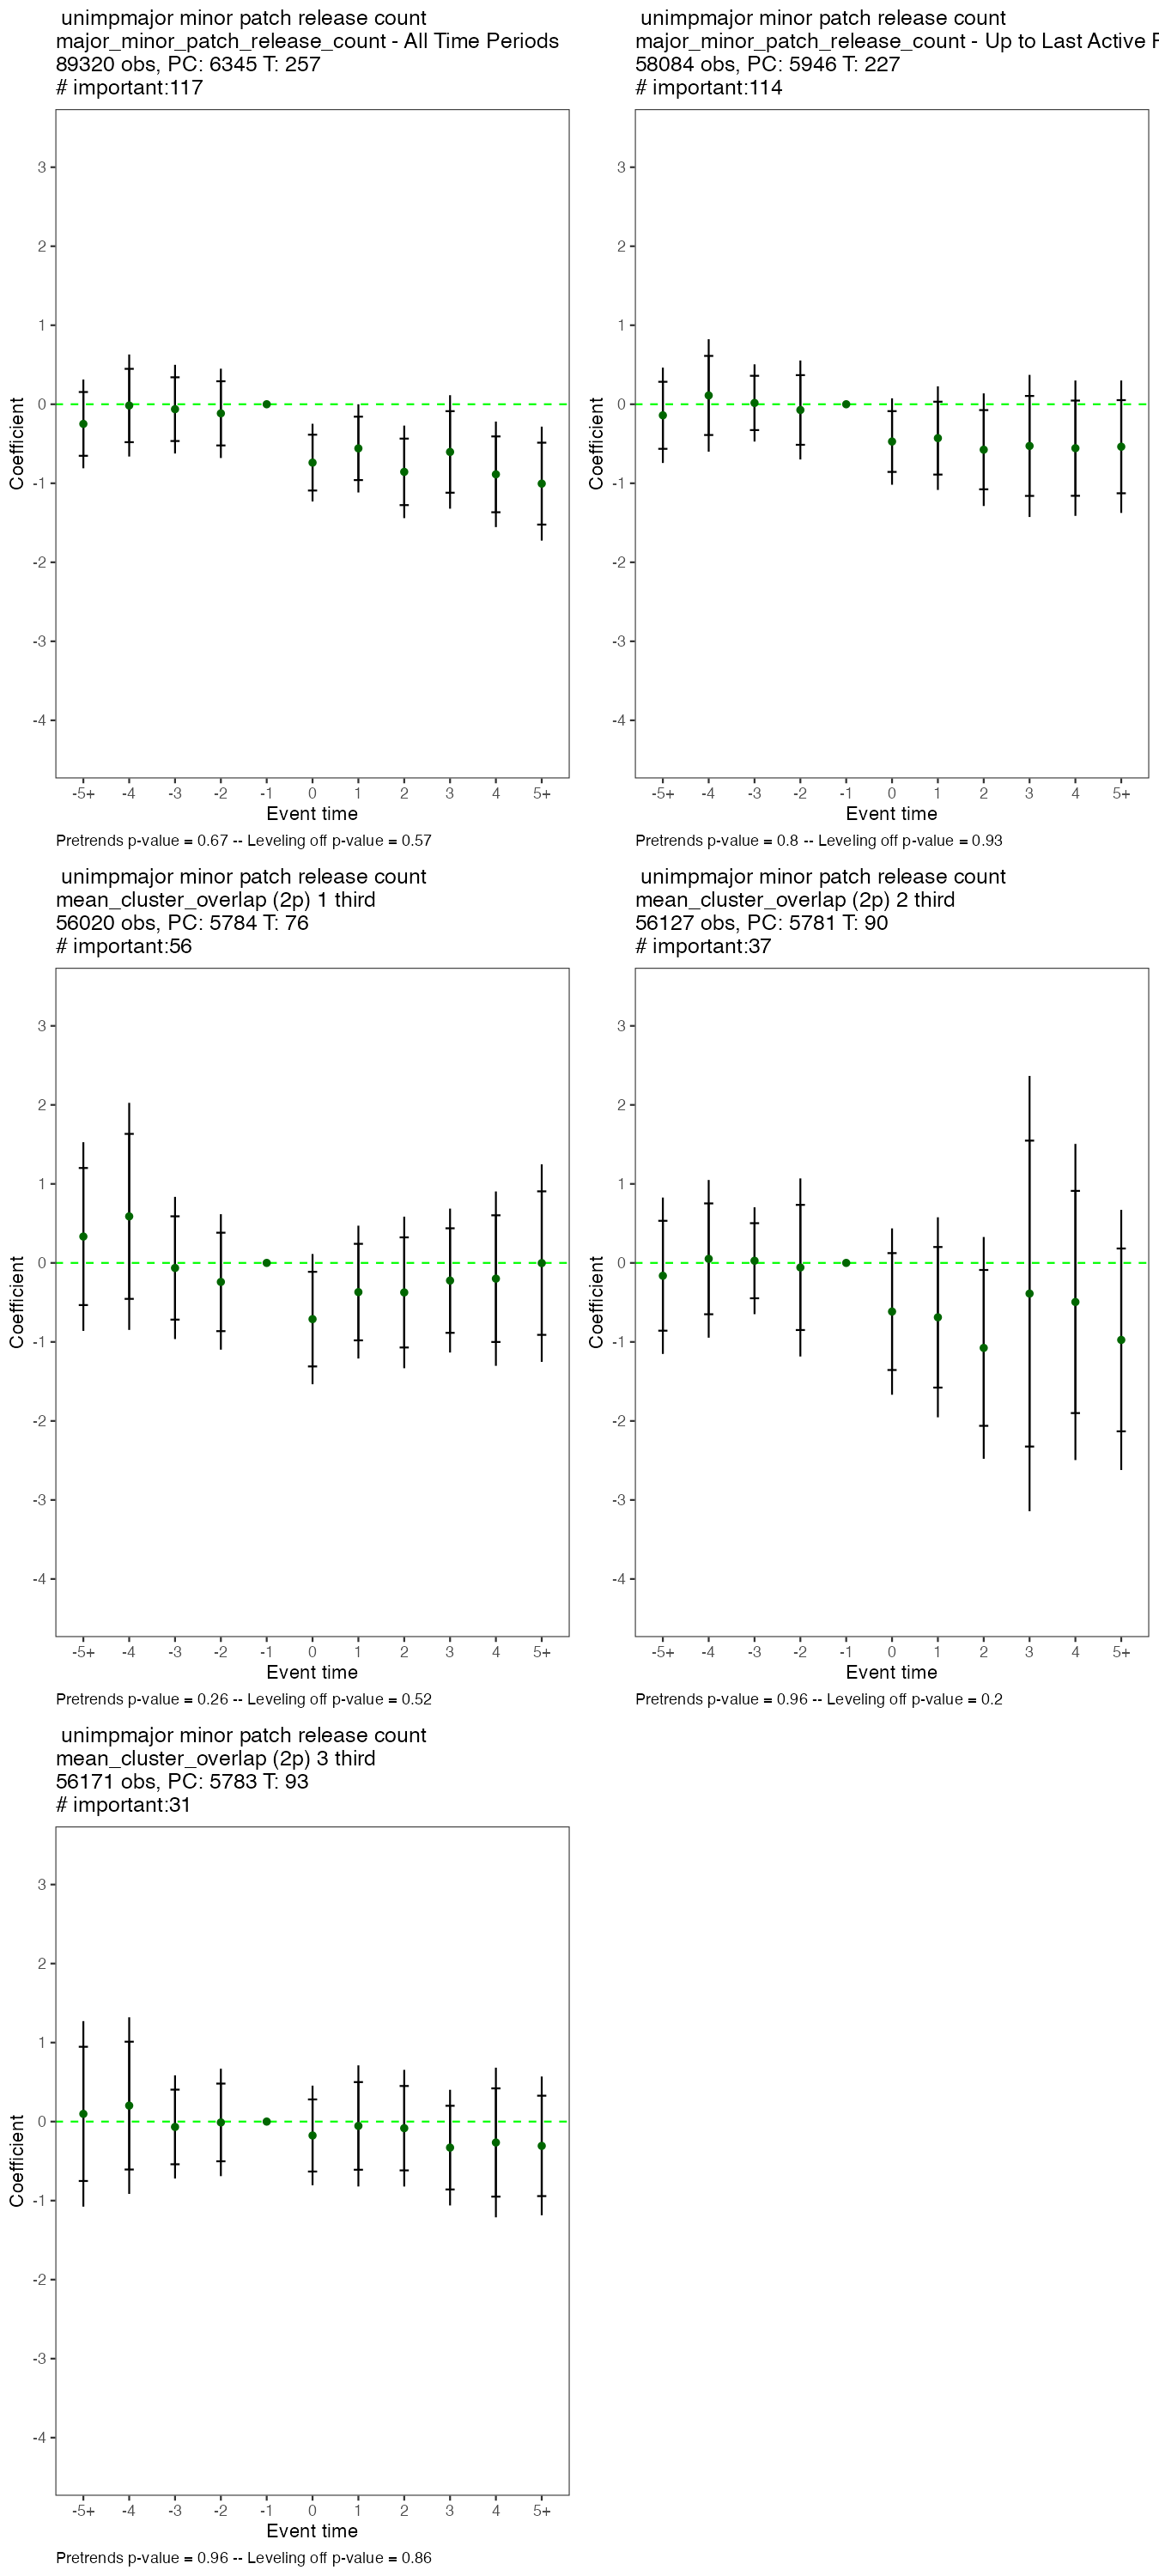 unimpmajor minor patch release count
major_minor_patch_release_count - All Time Periods
89320 obs, PC: 6345 T: 257
# important:117
3
2
1
0
-1
-2
-3
-4
Coefficient
-5+ -4 -3 -2 -1 0 1 2 3 4 5+
Event time
Pretrends p-value = 0.67 -- Leveling off p-value = 0.57
unimpmajor minor patch release count
major_minor_patch_release_count - Up to Last Active
58084 obs, PC: 5946 T: 227
# important:114
3
2
1
0
-1
-2
-3
-4
Coefficient
-5+ -4 -3 -2 -1 0 1 2 3 4 5+
Event time
Pretrends p-value = 0.8 -- Leveling off p-value = 0.93
unimpmajor minor patch release count
mean_cluster_overlap (2p) 1 third
56020 obs, PC: 5784 T: 76
# important:56
3
2
1
0
-1
-2
-3
-4
Coefficient
-5+ -4 -3 -2 -1 0 1 2 3 4 5+
Event time
Pretrends p-value = 0.26 -- Leveling off p-value = 0.52
unimpmajor minor patch release count
mean_cluster_overlap (2p) 2 third
56127 obs, PC: 5781 T: 90
# important:37
3
2
1
0
-1
-2
-3
-4
Coefficient
-5+ -4 -3 -2 -1 0 1 2 3 4 5+
Event time
Pretrends p-value = 0.96 -- Leveling off p-value = 0.2
unimpmajor minor patch release count
mean_cluster_overlap (2p) 3 third
56171 obs, PC: 5783 T: 93
# important:31
3
2
1
0
-1
-2
-3
-4
Coefficient
-5+ -4 -3 -2 -1 0 1 2 3 4 5+
Event time
Pretrends p-value = 0.96 -- Leveling off p-value = 0.86